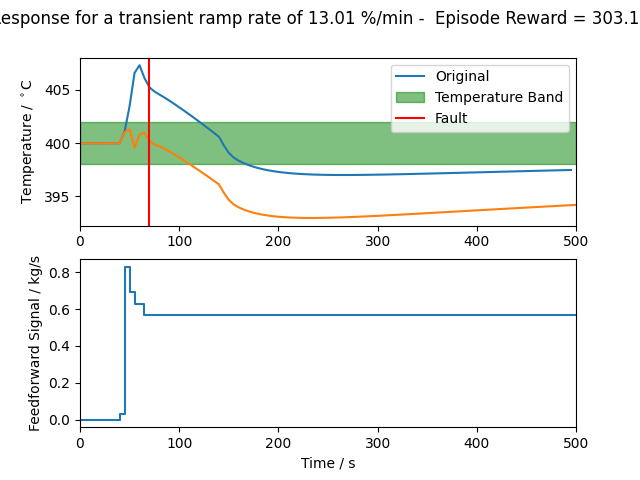 esponse for a transient ramp rate of 13.01 %/min - Episode Reward = 303.1
Temperature / °C
405
400
395
Original
Temperature Band
Fault
0 100 200 300 400 500
Feedforward Signal / kg/s
0.8
0.6
0.4
0.2
0.0
0 100 200 300 400 500
Time / s